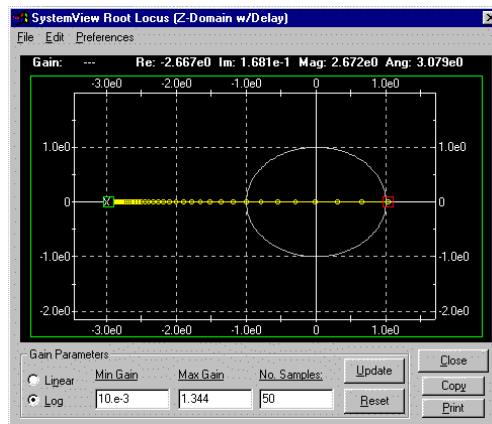 SystemView Root Locus (Z-Domain w/Delay)
File Edit Preferences
Gain: --- Re: -2.667e0 Im: 1.681e-1 Mag: 2.672e0 Ang: 3.079e0
-3.0e0 -2.0e0 -1.0e0 0 1.0e0
1.0e0 1.0e0
0 0
-1.0e0 -1.0e0
-2.0e0 -2.0e0
-3.0e0 -2.0e0 -1.0e0 0 1.0e0
Gain Parameters
Linear
Log
Min Gain Max Gain No. Samples:
10.e-3 1.344 50
Update
Reset
Close
Copy
Print